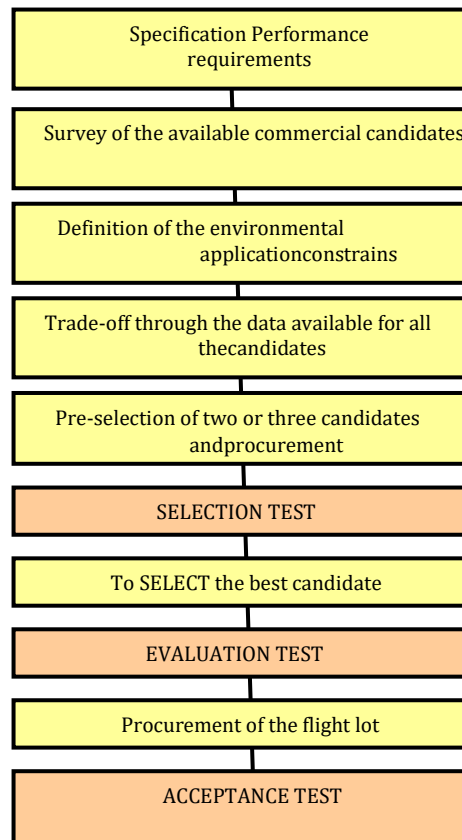 Specification Performance
requirements
Survey of the available commercial candidates
Definition of the environmental
applicationconstrains
Trade-off through the data available for all
thecandidates
Pre-selection of two or three candidates
andprocurement
SELECTION TEST
To SELECT the best candidate
EVALUATION TEST
Procurement of the flight lot
ACCEPTANCE TEST